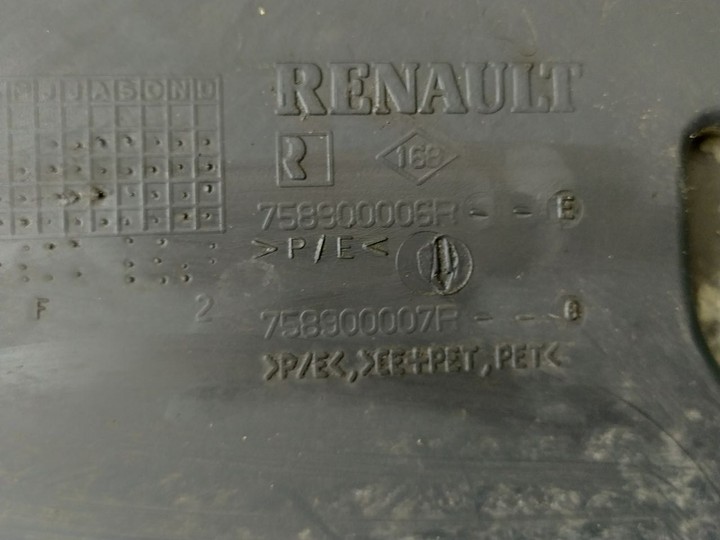 J J A S O N D
RENAULT
R 168
758900006R - - E
>P/E<
F 2
758900007R - - B
>P/E<,>EE+PET,PET<